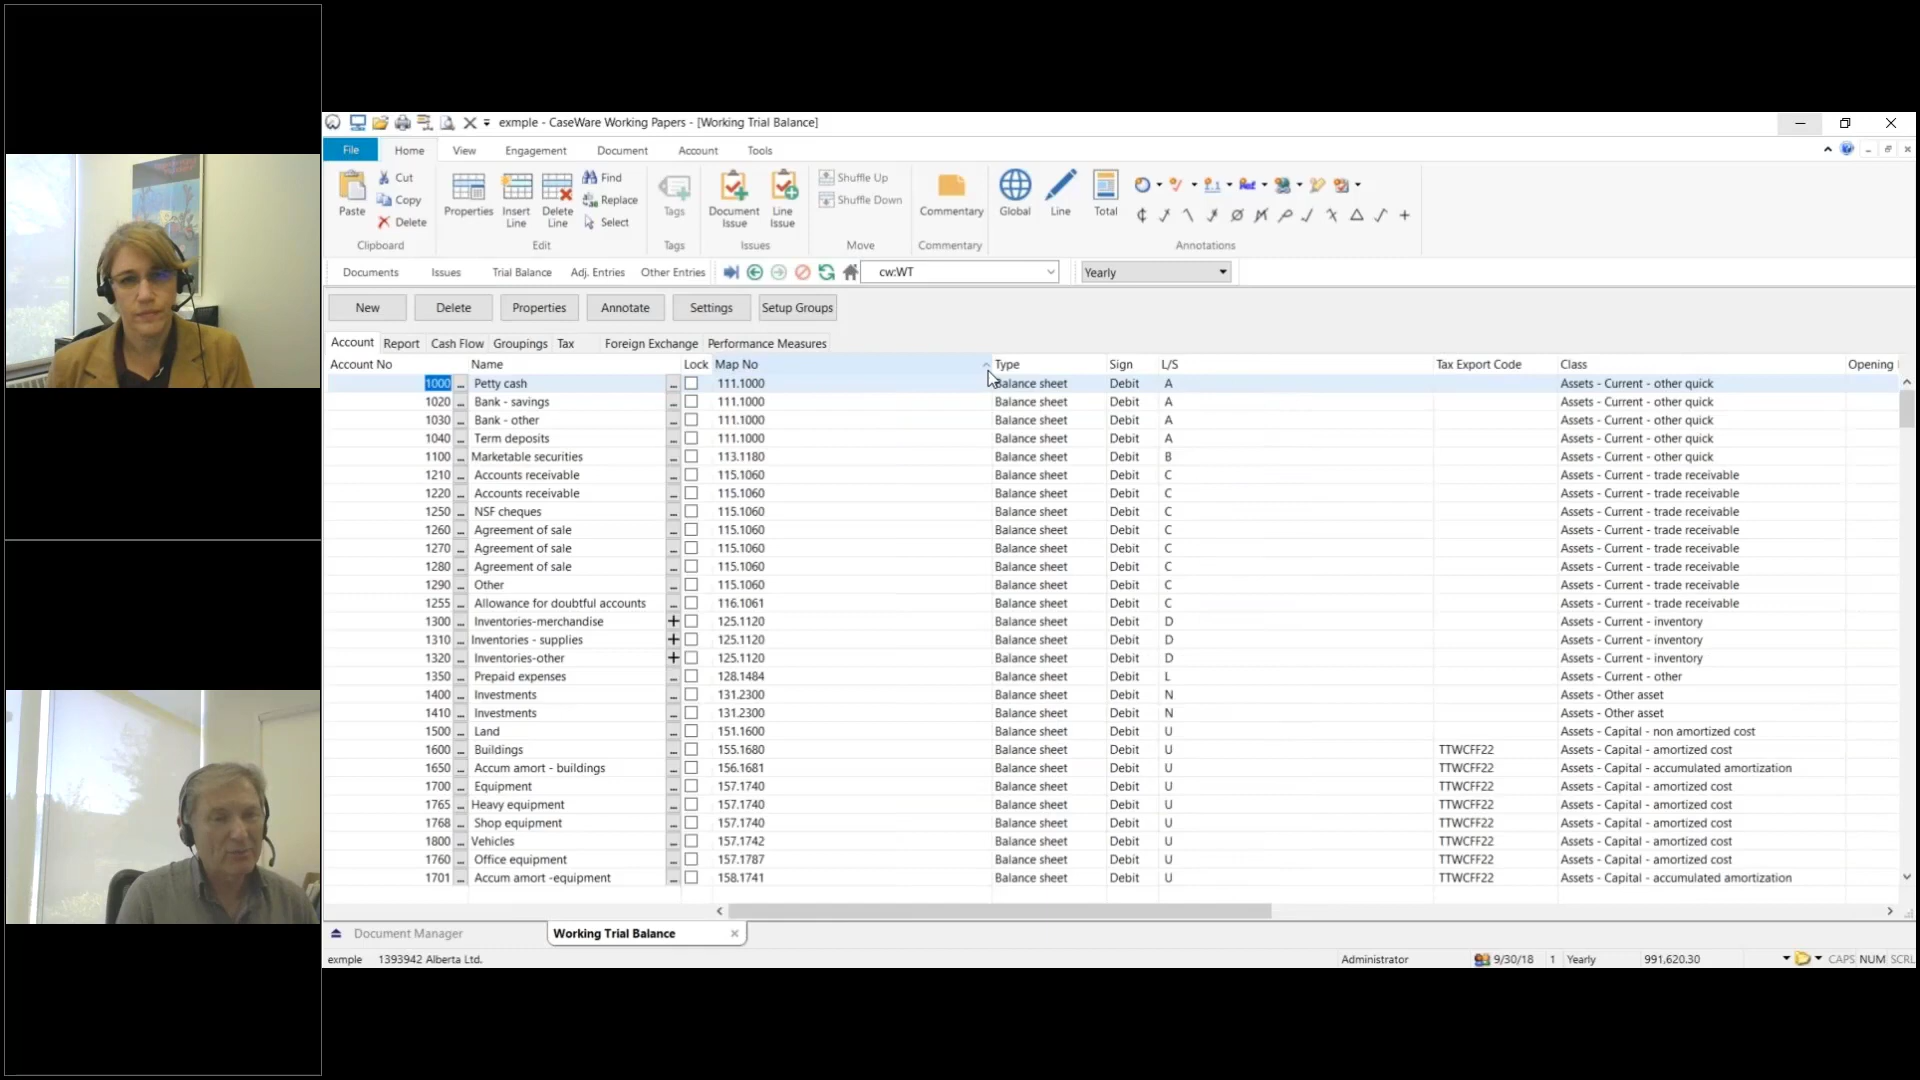 exmple - CaseWare Working Papers - [Working Trial Balance]
File Home View Engagement Document Account Tools
Paste Cut Copy Delete Clipboard
Properties Insert Line Delete Line Find Replace Select Edit
Tags Tags
Document Issue Line Issue Issues
Shuffle Up Shuffle Down Move
Commentary Commentary
Global Line Total Annotations
Documents Issues Trial Balance Adj. Entries Other Entries cw:WT Yearly
New Delete Properties Annotate Settings Setup Groups
Account Report Cash Flow Groupings Tax Foreign Exchange Performance Measures
Account No Name Lock Map No Type Sign L/S Tax Export Code Class Opening
1000 Petty cash 111.1000 Balance sheet Debit A Assets - Current - other quick
1020 Bank - savings 111.1000 Balance sheet Debit A Assets - Current - other quick
1030 Bank - other 111.1000 Balance sheet Debit A Assets - Current - other quick
1040 Term deposits 111.1000 Balance sheet Debit A Assets - Current - other quick
1100 Marketable securities 113.1180 Balance sheet Debit B Assets - Current - other quick
1210 Accounts receivable 115.1060 Balance sheet Debit C Assets - Current - trade receivable
1220 Accounts receivable 115.1060 Balance sheet Debit C Assets - Current - trade receivable
1250 NSF cheques 115.1060 Balance sheet Debit C Assets - Current - trade receivable
1260 Agreement of sale 115.1060 Balance sheet Debit C Assets - Current - trade receivable
1270 Agreement of sale 115.1060 Balance sheet Debit C Assets - Current - trade receivable
1280 Agreement of sale 115.1060 Balance sheet Debit C Assets - Current - trade receivable
1290 Other 115.1060 Balance sheet Debit C Assets - Current - trade receivable
1255 Allowance for doubtful accounts 116.1061 Balance sheet Debit C Assets - Current - trade receivable
1300 Inventories-merchandise 125.1120 Balance sheet Debit D Assets - Current - inventory
1310 Inventories - supplies 125.1120 Balance sheet Debit D Assets - Current - inventory
1320 Inventories-other 125.1120 Balance sheet Debit D Assets - Current - inventory
1350 Prepaid expenses 128.1484 Balance sheet Debit L Assets - Current - other
1400 Investments 131.2300 Balance sheet Debit N Assets - Other asset
1410 Investments 131.2300 Balance sheet Debit N Assets - Other asset
1500 Land 151.1600 Balance sheet Debit U Assets - Capital - non amortized cost
1600 Buildings 155.1680 Balance sheet Debit U TTWCFF22 Assets - Capital - amortized cost
1650 Accum amort - buildings 156.1681 Balance sheet Debit U TTWCFF22 Assets - Capital - accumulated amortization
1700 Equipment 157.1740 Balance sheet Debit U TTWCFF22 Assets - Capital - amortized cost
1765 Heavy equipment 157.1740 Balance sheet Debit U TTWCFF22 Assets - Capital - amortized cost
1768 Shop equipment 157.1740 Balance sheet Debit U TTWCFF22 Assets - Capital - amortized cost
1800 Vehicles 157.1742 Balance sheet Debit U TTWCFF22 Assets - Capital - amortized cost
1760 Office equipment 157.1787 Balance sheet Debit U TTWCFF22 Assets - Capital - amortized cost
1701 Accum amort -equipment 158.1741 Balance sheet Debit U TTWCFF22 Assets - Capital - accumulated amortization
Document Manager Working Trial Balance
exmple 1393942 Alberta Ltd. Administrator 9/30/18 1 Yearly 991,620.30 CAPS NUM SCRL